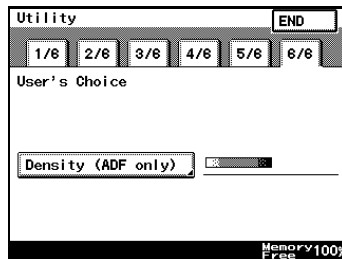 Utility END
1/6 2/6 3/6 4/6 5/6 6/6
User's Choice
Density (ADF only)
Memory Free 100%